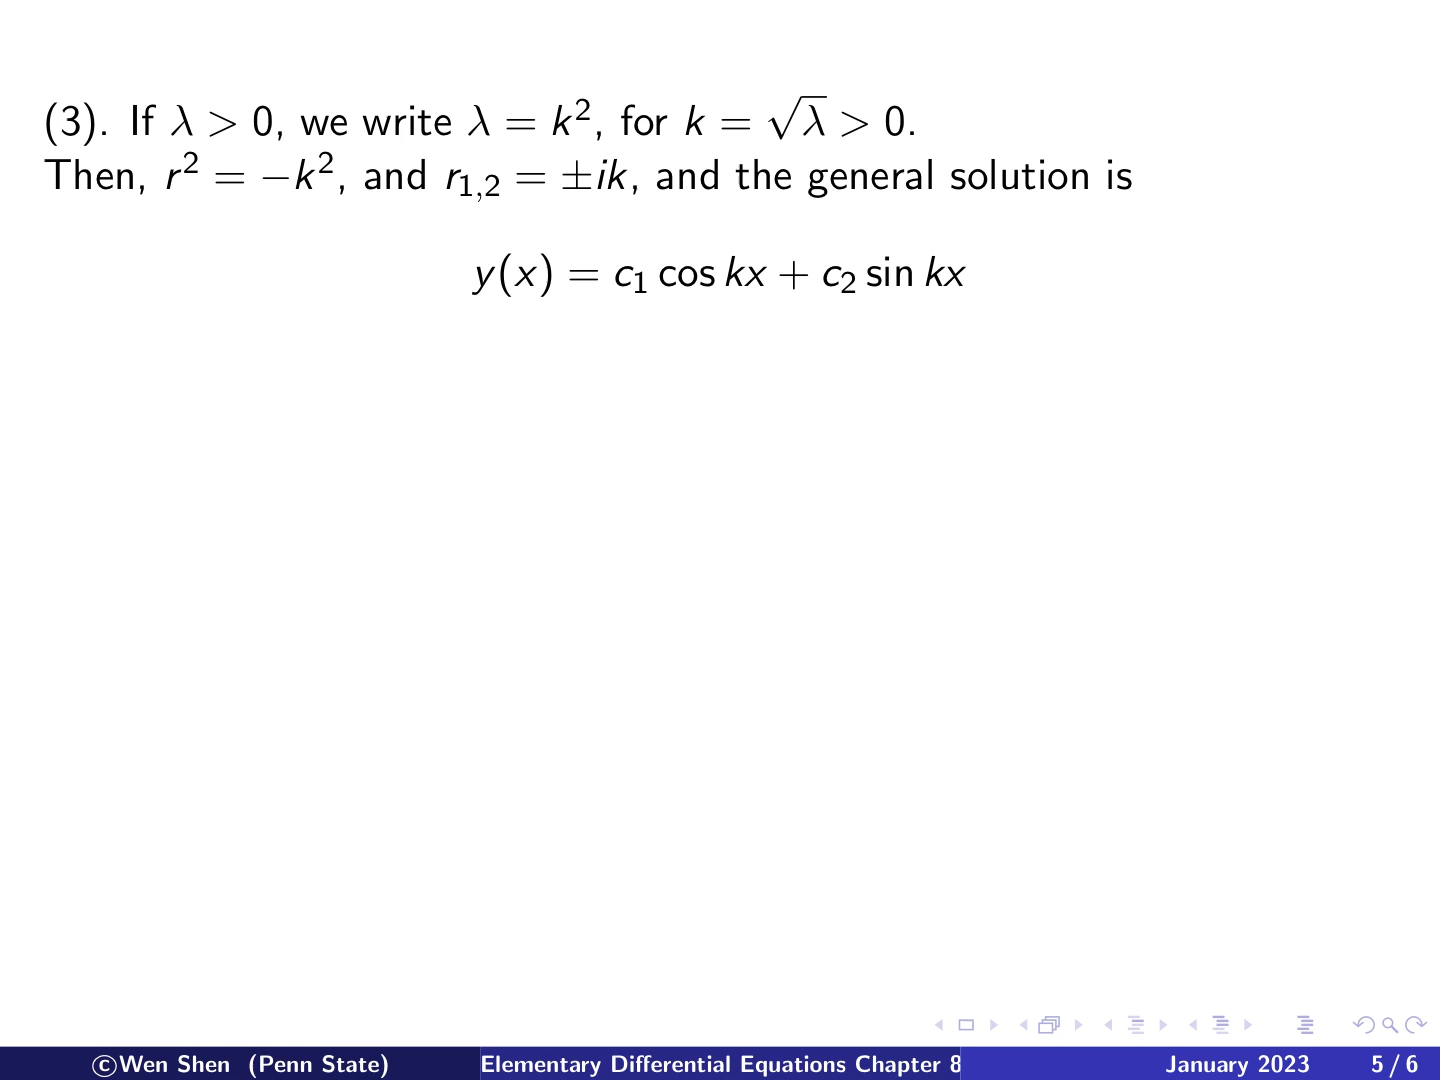 (3). If λ > 0, we write λ = k², for k = √λ > 0.
Then, r² = −k², and r₁,₂ = ±ik, and the general solution is
y(x) = c₁ cos kx + c₂ sin kx
©Wen Shen (Penn State) Elementary Differential Equations Chapter 8 January 2023 5 / 6